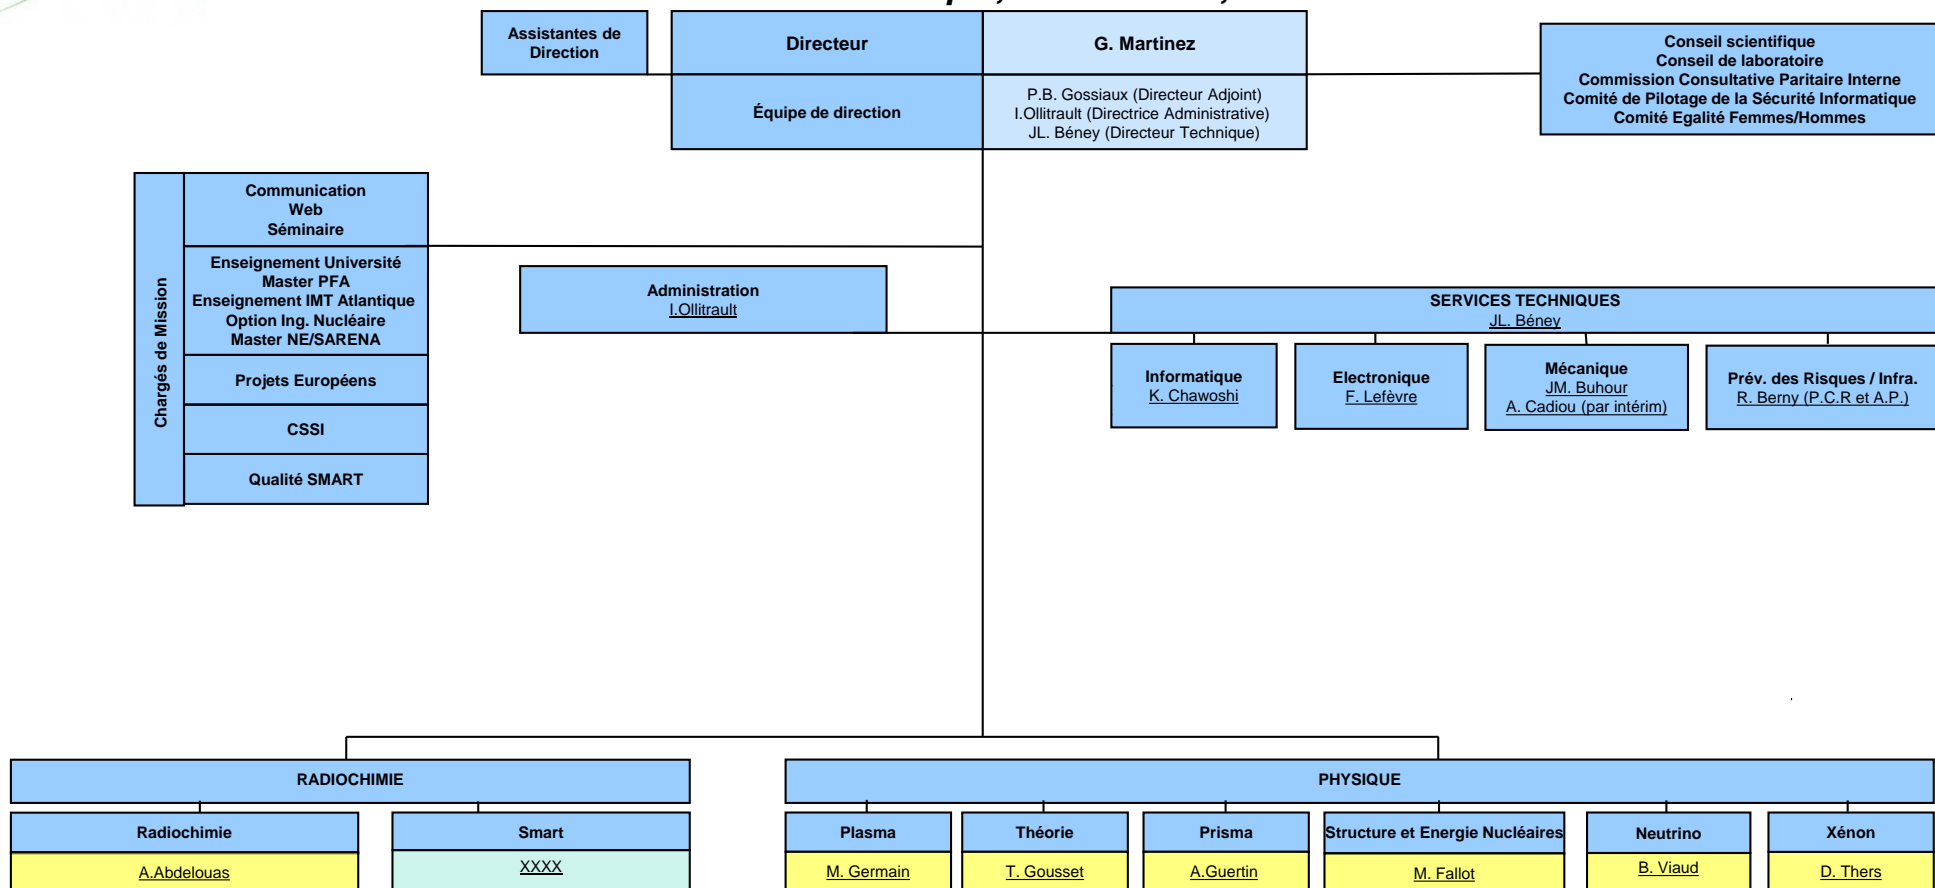 Assistantes de
Direction
Directeur
G. Martinez
Équipe de direction
P.B. Gossiaux (Directeur Adjoint)
I.Ollitrault (Directrice Administrative)
JL. Béney (Directeur Technique)
Conseil scientifique
Conseil de laboratoire
Commission Consultative Paritaire Interne
Comité de Pilotage de la Sécurité Informatique
Comité Egalité Femmes/Hommes
Chargés de Mission
Communication
Web
Séminaire
Enseignement Université
Master PFA
Enseignement IMT Atlantique
Option Ing. Nucléaire
Master NE/SARENA
Projets Européens
CSSI
Qualité SMART
Administration
I.Ollitrault
SERVICES TECHNIQUES
JL. Béney
Informatique
K. Chawoshi
Electronique
F. Lefèvre
Mécanique
JM. Buhour
A. Cadiou (par intérim)
Prév. des Risques / Infra.
R. Berny (P.C.R et A.P.)
RADIOCHIMIE
Radiochimie
A.Abdelouas
Smart
XXXX
PHYSIQUE
Plasma
M. Germain
Théorie
T. Gousset
Prisma
A.Guertin
Structure et Energie Nucléaires
M. Fallot
Neutrino
B. Viaud
Xénon
D. Thers